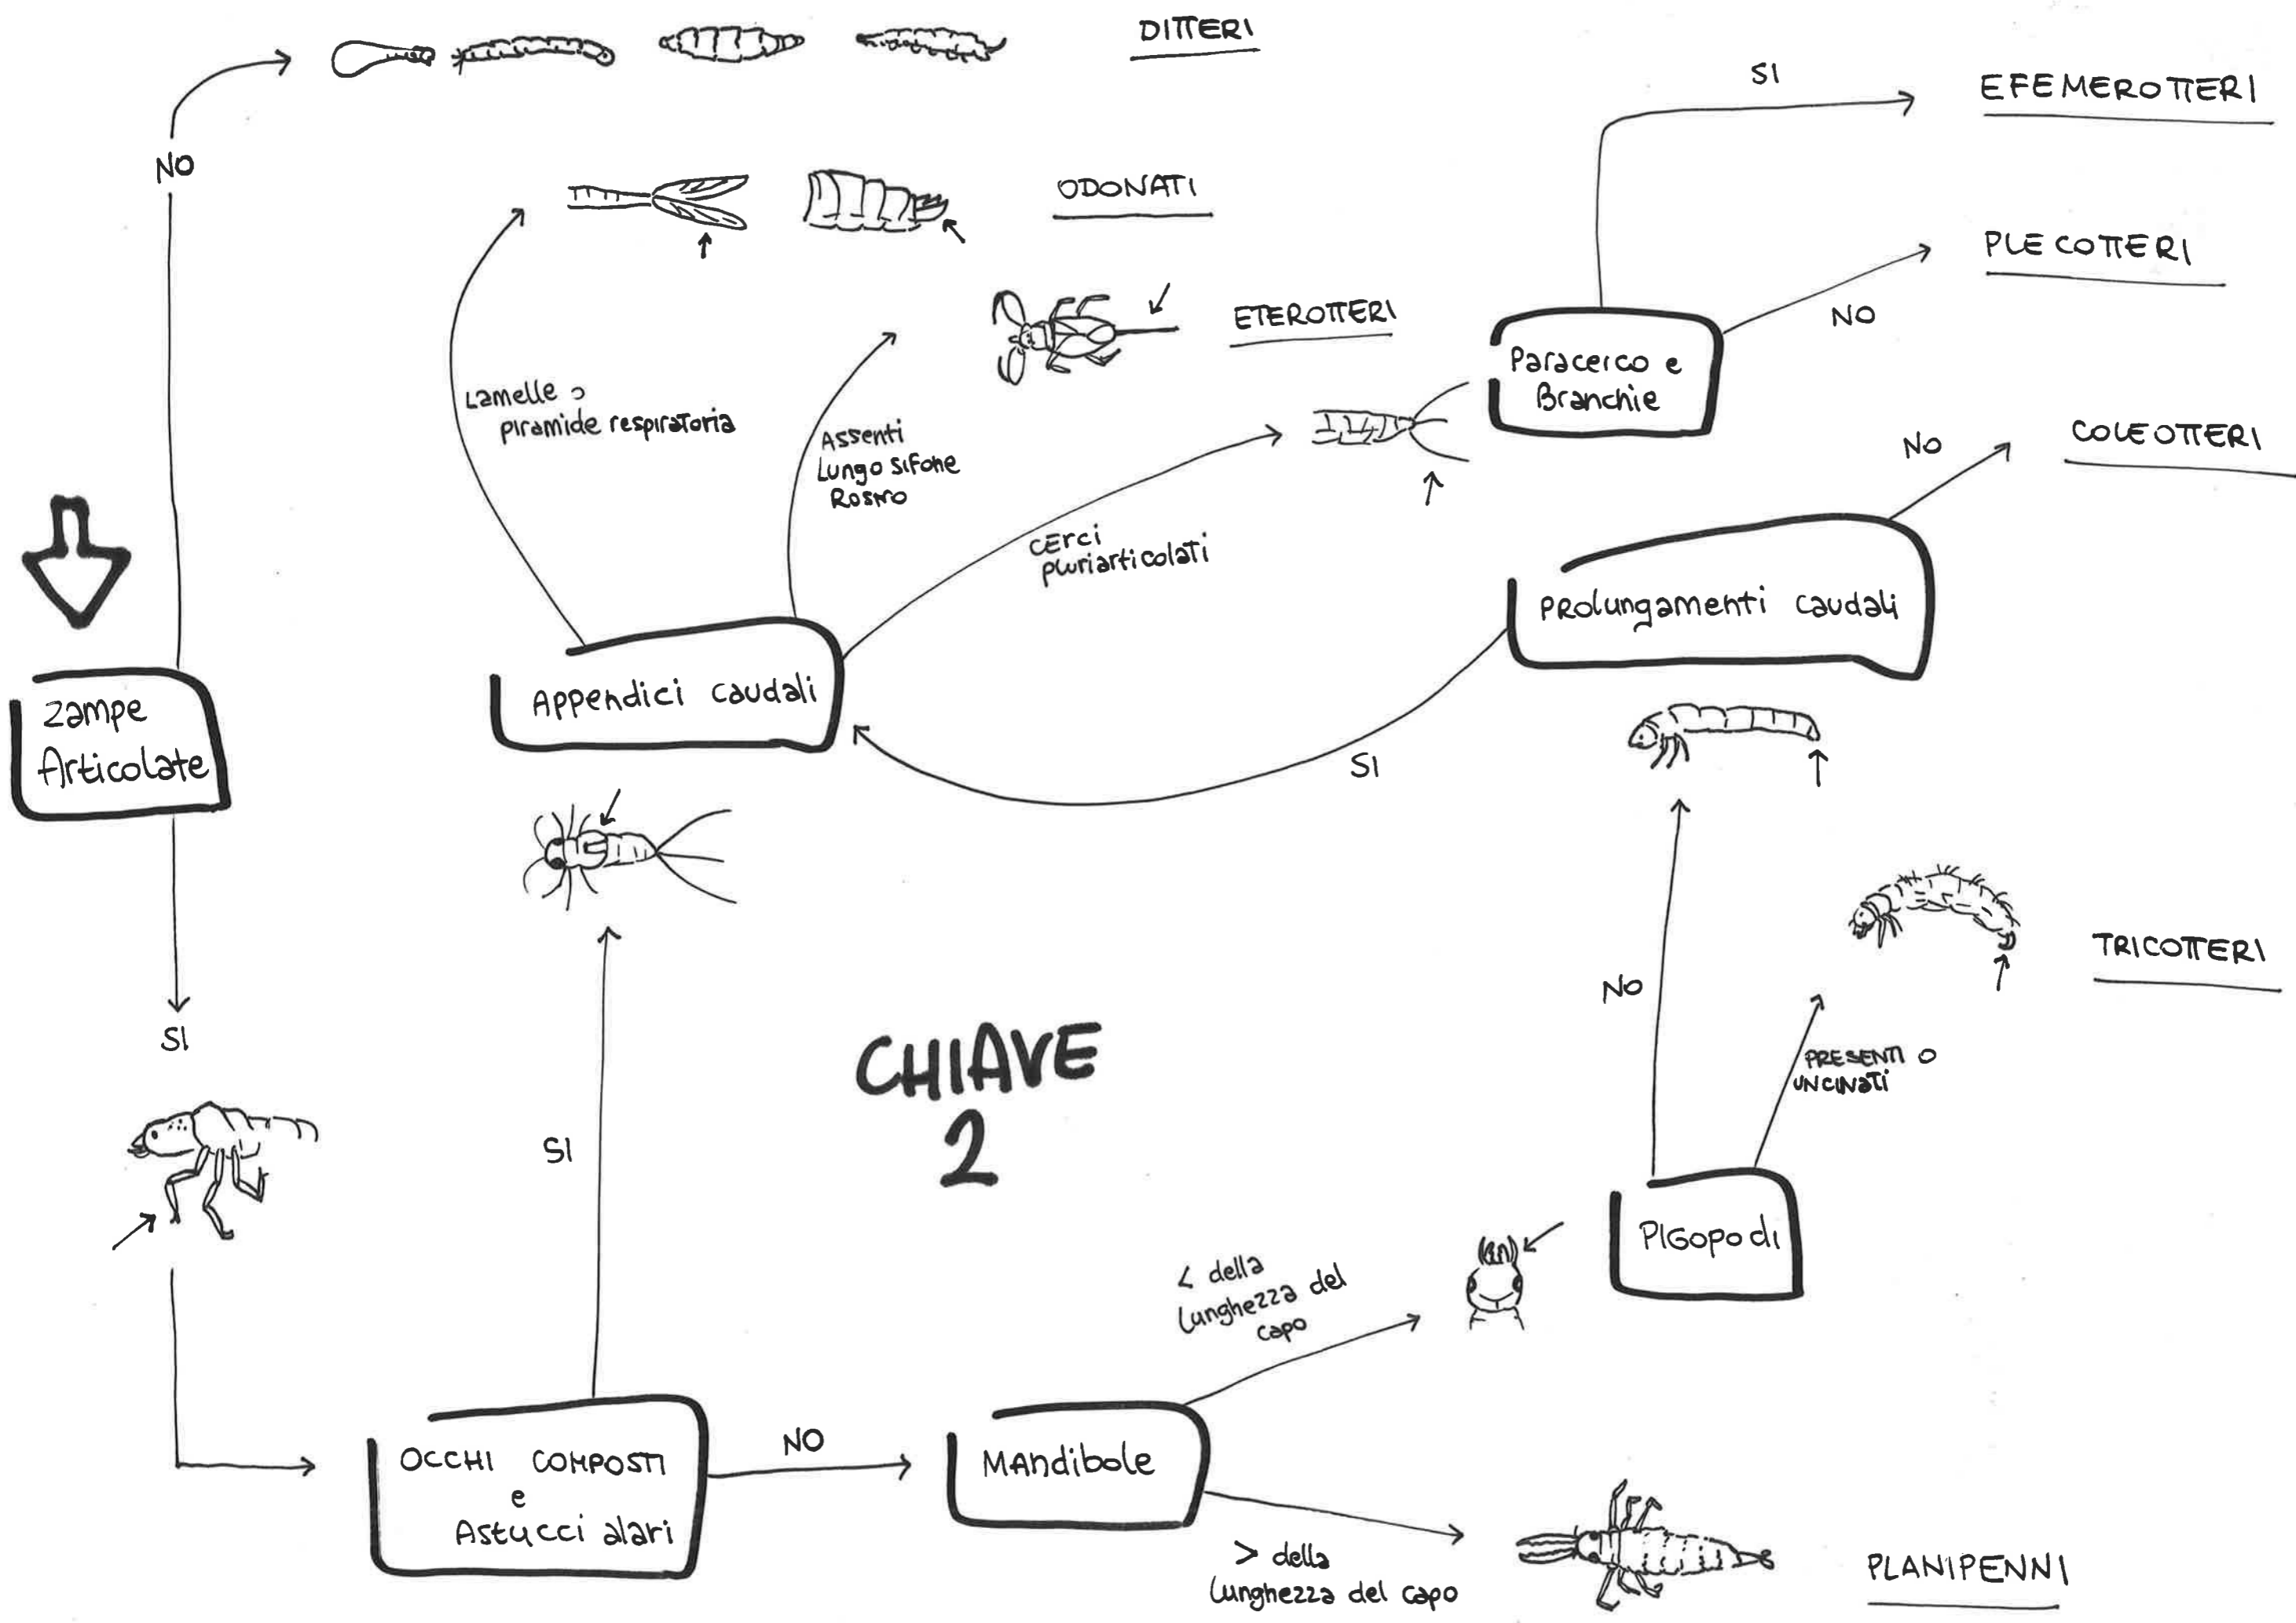 DITTERI
SI
EFEMEROTTERI
NO
ODONATI
PLECOTTERI
NO
ETEROTTERI
Paracerco e
Branchie
Lamelle o
piramide respiratoria
Assenti
Lungo sifone
Rostro
COLEOTTERI
NO
Cerci
pluriarticolati
Prolungamenti caudali
Appendici caudali
Zampe
Articolate
SI
TRICOTTERI
NO
SI
CHIAVE
2
PRESENTI O
UNCINATI
SI
PIGOPODI
< della
lunghezza del
capo
OCCHI COMPOSTI
e
Astucci alari
NO
Mandibole
> della
lunghezza del capo
PLANIPENNI